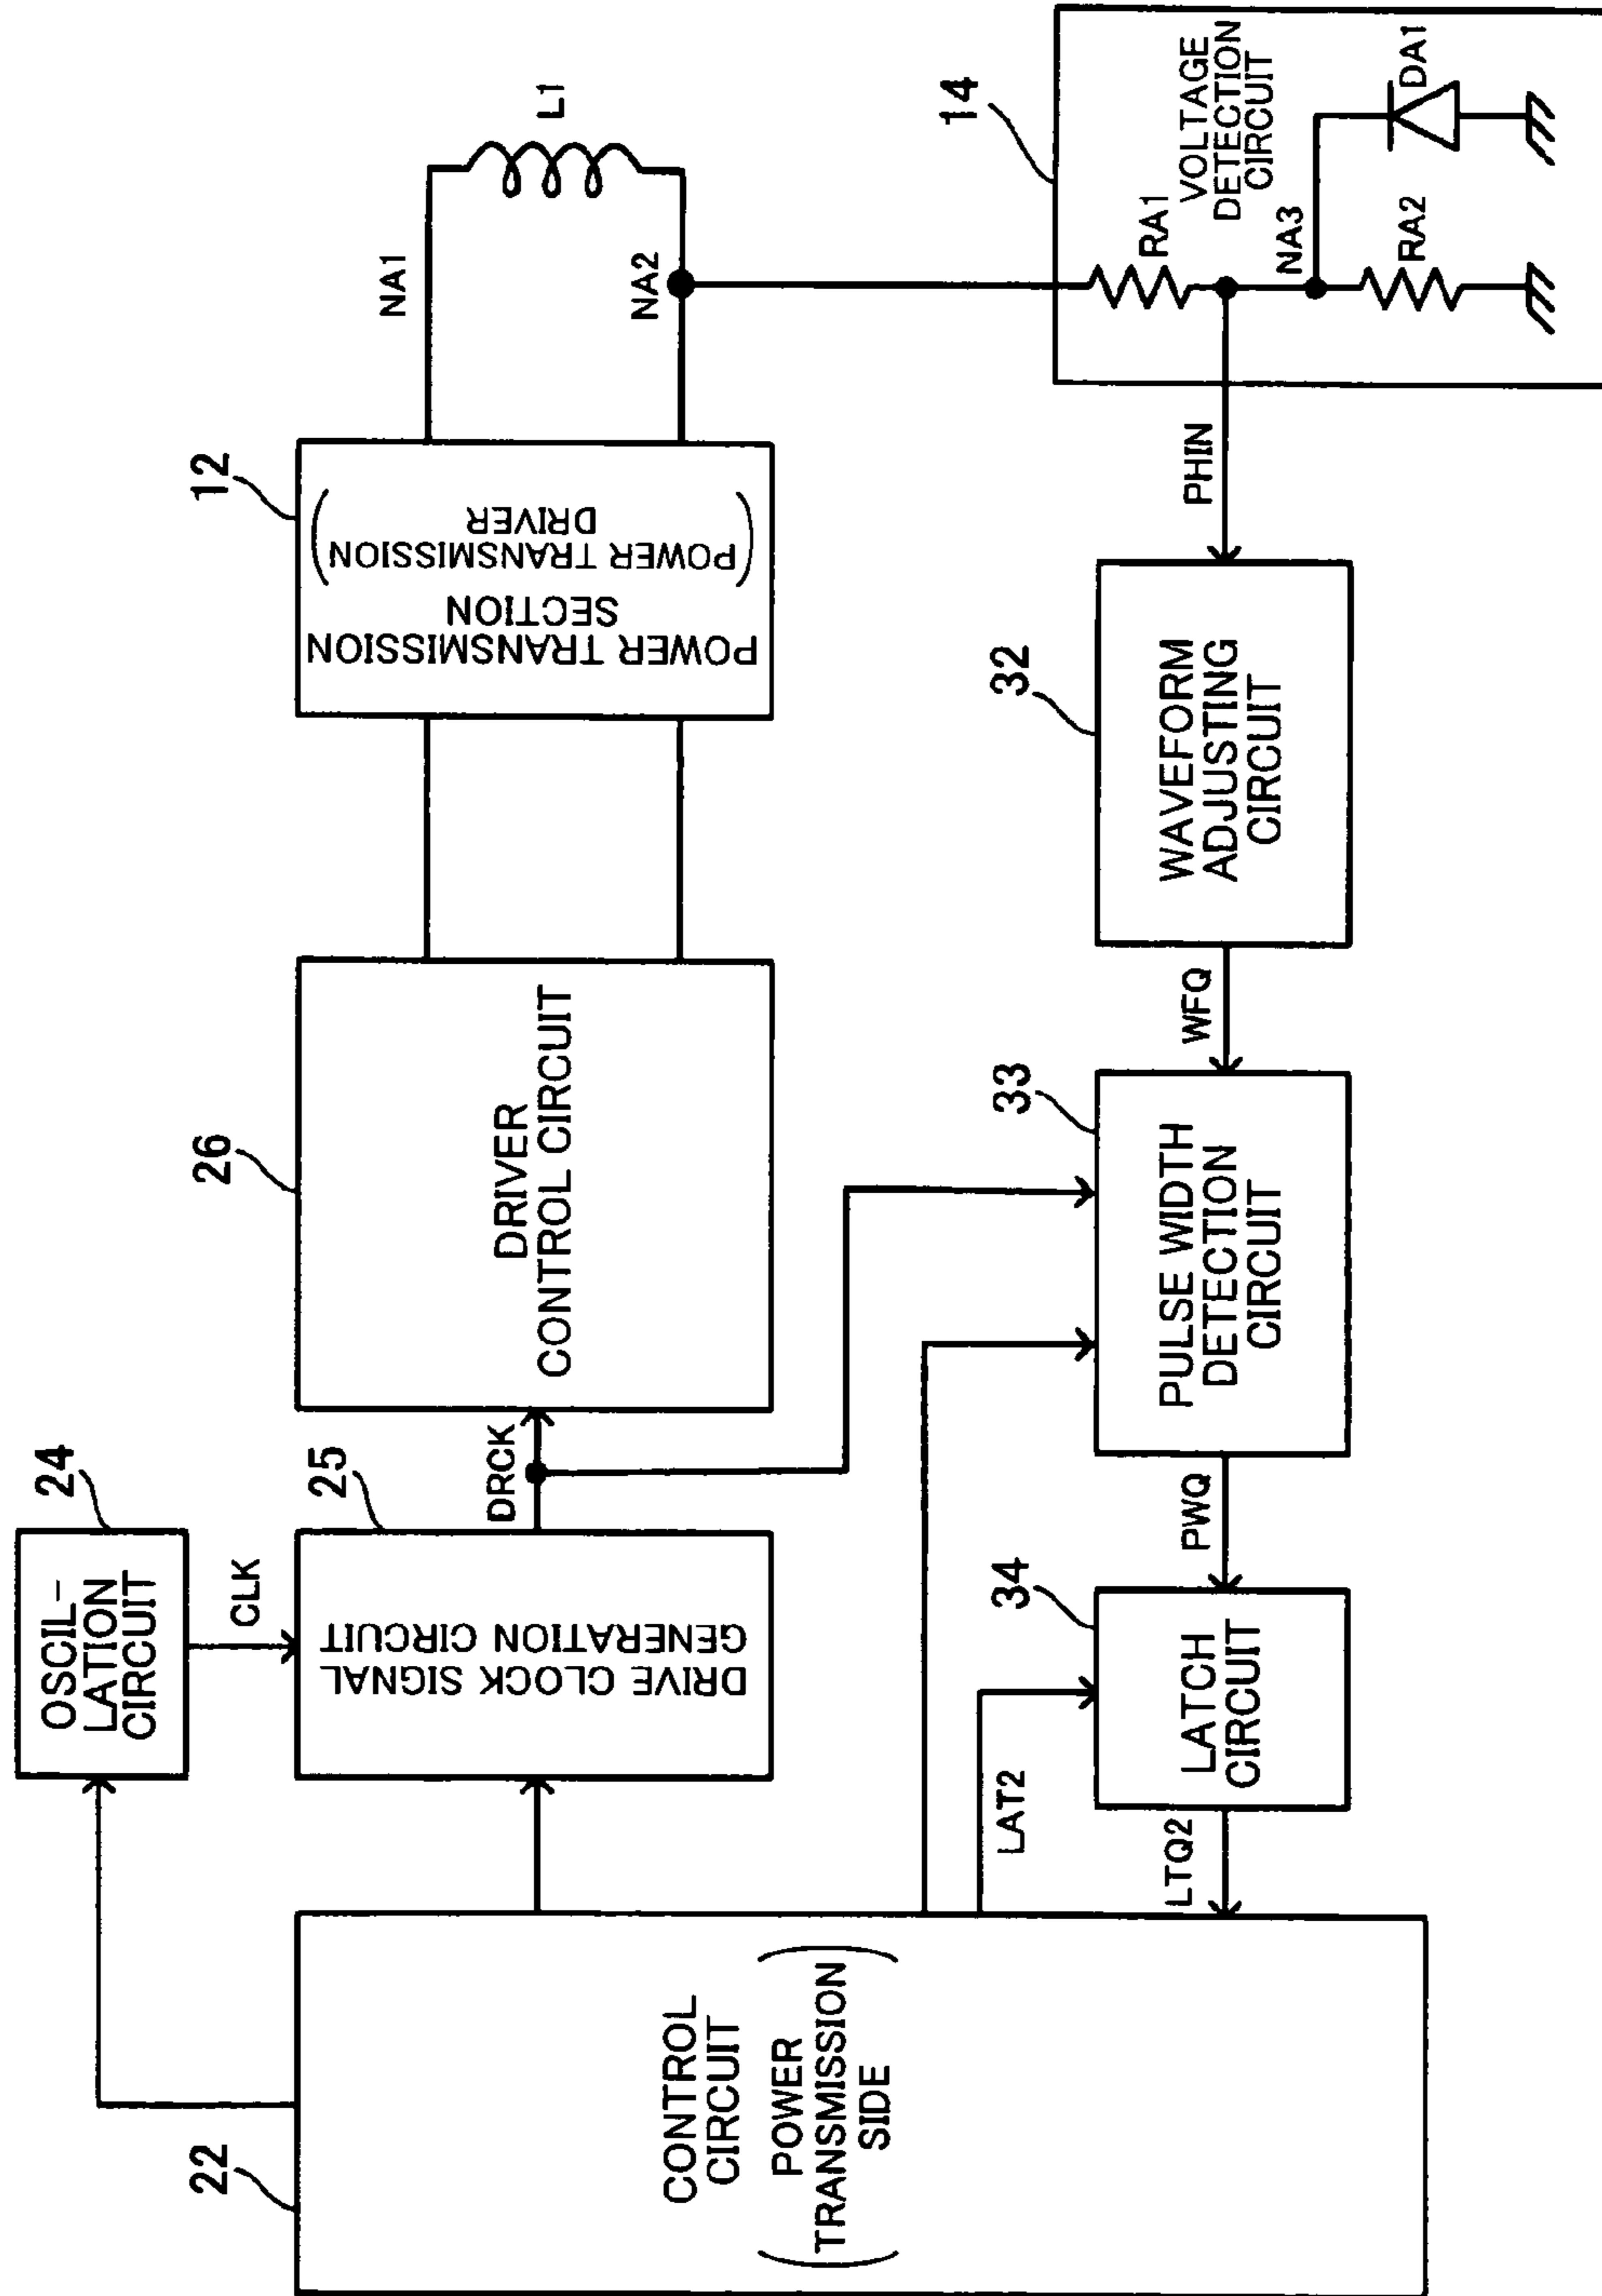 24
OSCIL-
LATION
CIRCUIT
CLK
22
CONTROL
CIRCUIT
(POWER
TRANSMISSION
SIDE)
25
DRIVE CLOCK SIGNAL
GENERATION CIRCUIT
DRCK
26
DRIVER
CONTROL CIRCUIT
12
POWER TRANSMISSION
SECTION
(POWER TRANSMISSION
DRIVER)
NA1
L1
NA2
LAT2
LTQ2
34
LATCH
CIRCUIT
PWQ
33
PULSE WIDTH
DETECTION
CIRCUIT
WFQ
32
WAVEFORM
ADJUSTING
CIRCUIT
PHIN
14
RA1
VOLTAGE
DETECTION
CIRCUIT
NA3
RA2
DA1